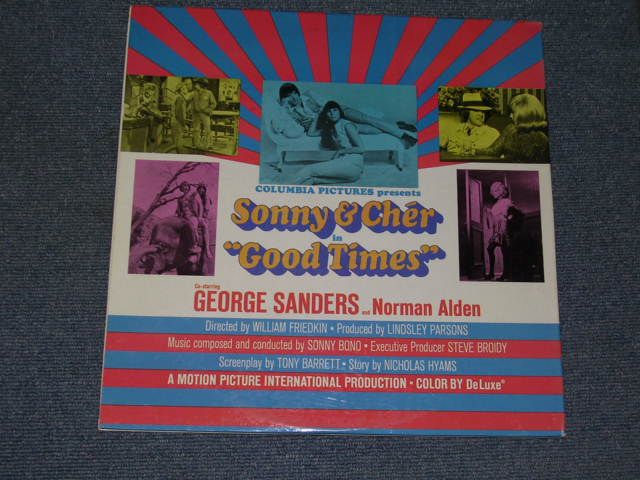 COLUMBIA PICTURES presents
Sonny & Chér
in
"Good Times"
Co-starring
GEORGE SANDERS and Norman Alden
Directed by WILLIAM FRIEDKIN • Produced by LINDSLEY PARSONS
Music composed and conducted by SONNY BONO • Executive Producer STEVE BROIDY
Screenplay by TONY BARRETT • Story by NICHOLAS HYAMS
A MOTION PICTURE INTERNATIONAL PRODUCTION • COLOR BY DeLuxe®